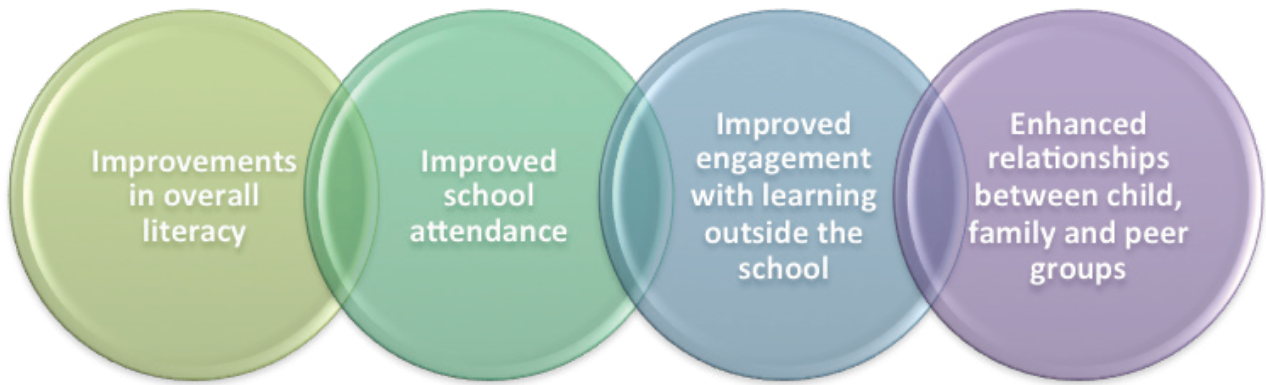 Improvements
in overall
literacy
Improved
school
attendance
Improved
engagement
with learning
outside the
school
Enhanced
relationships
between child,
family and peer
groups